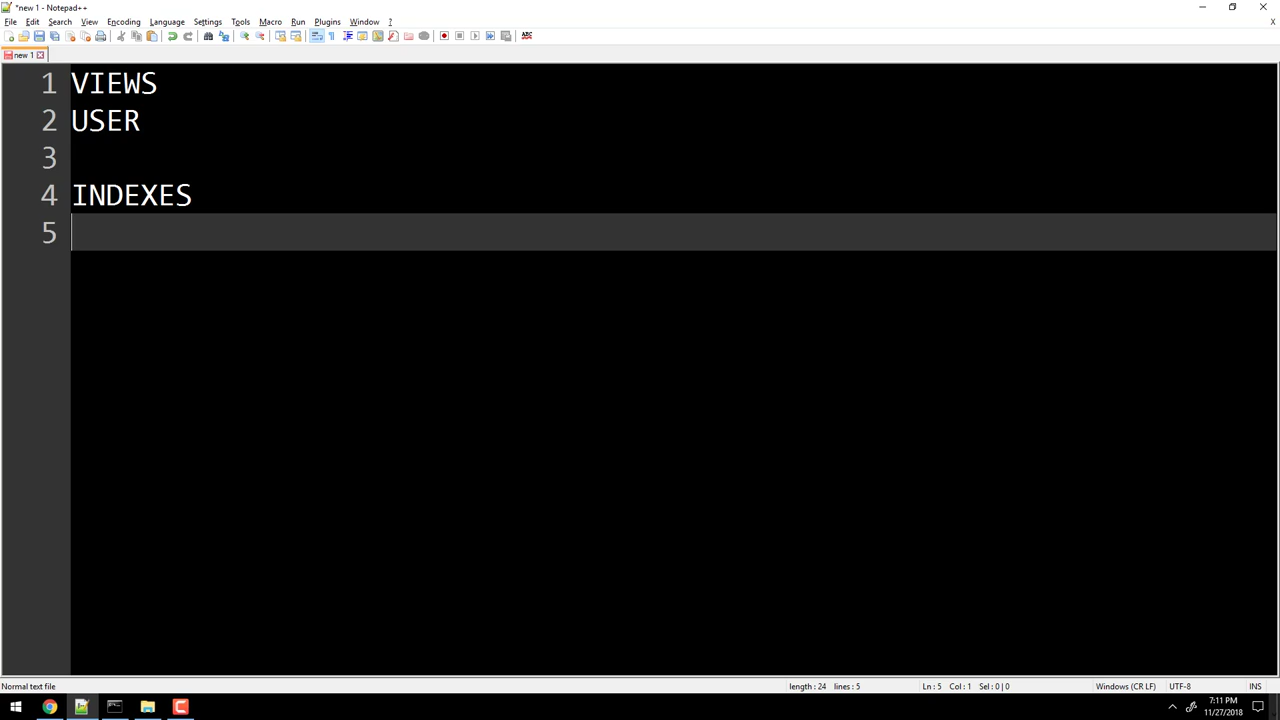 *new 1 - Notepad++
File Edit Search View Encoding Language Settings Tools Macro Run Plugins Window ?
X
ABC
new 1
1 VIEWS
2 USER
3
4 INDEXES
5
Normal text file length : 24 lines : 5 Ln : 5 Col : 1 Sel : 0 | 0 Windows (CR LF) UTF-8 INS
7:11 PM
11/27/2018